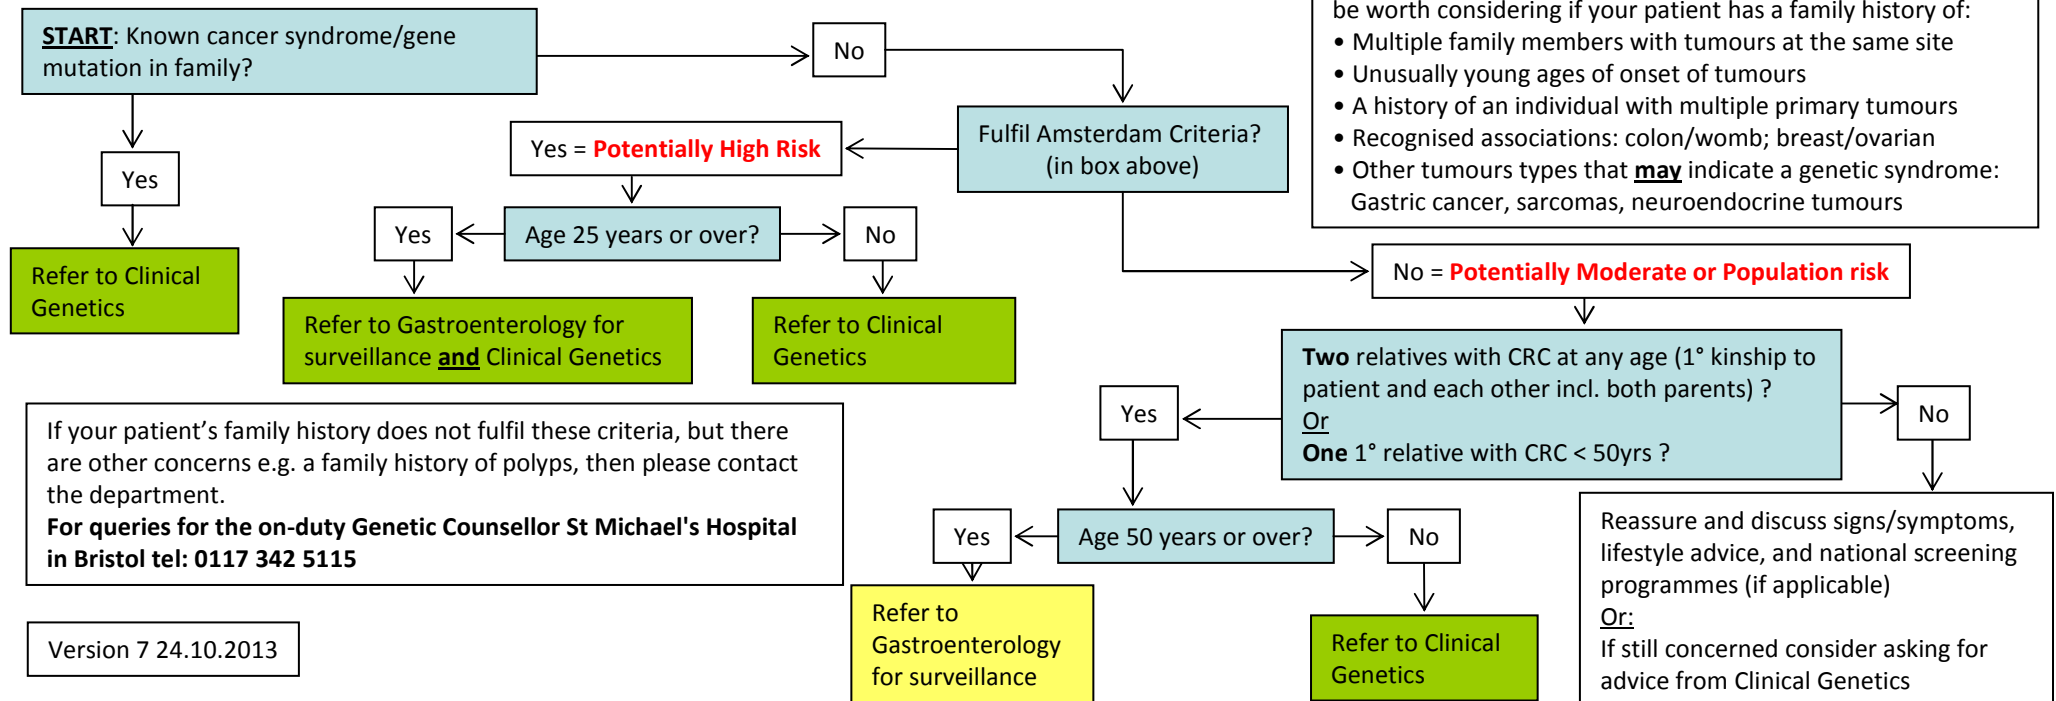 START: Known cancer syndrome/gene
mutation in family?
No
Yes
Refer to Clinical
Genetics
Fulfil Amsterdam Criteria?
(in box above)
Yes = Potentially High Risk
Age 25 years or over?
Yes
No
Refer to Gastroenterology for
surveillance and Clinical Genetics
Refer to Clinical
Genetics
be worth considering if your patient has a family history of:
• Multiple family members with tumours at the same site
• Unusually young ages of onset of tumours
• A history of an individual with multiple primary tumours
• Recognised associations: colon/womb; breast/ovarian
• Other tumours types that may indicate a genetic syndrome:
Gastric cancer, sarcomas, neuroendocrine tumours
No = Potentially Moderate or Population risk
Two relatives with CRC at any age (1° kinship to
patient and each other incl. both parents) ?
Or
One 1° relative with CRC < 50yrs ?
Yes
No
Age 50 years or over?
Yes
No
Refer to
Gastroenterology
for surveillance
Refer to Clinical
Genetics
Reassure and discuss signs/symptoms,
lifestyle advice, and national screening
programmes (if applicable)
Or:
If still concerned consider asking for
advice from Clinical Genetics
If your patient's family history does not fulfil these criteria, but there
are other concerns e.g. a family history of polyps, then please contact
the department.
For queries for the on-duty Genetic Counsellor St Michael's Hospital
in Bristol tel: 0117 342 5115
Version 7 24.10.2013